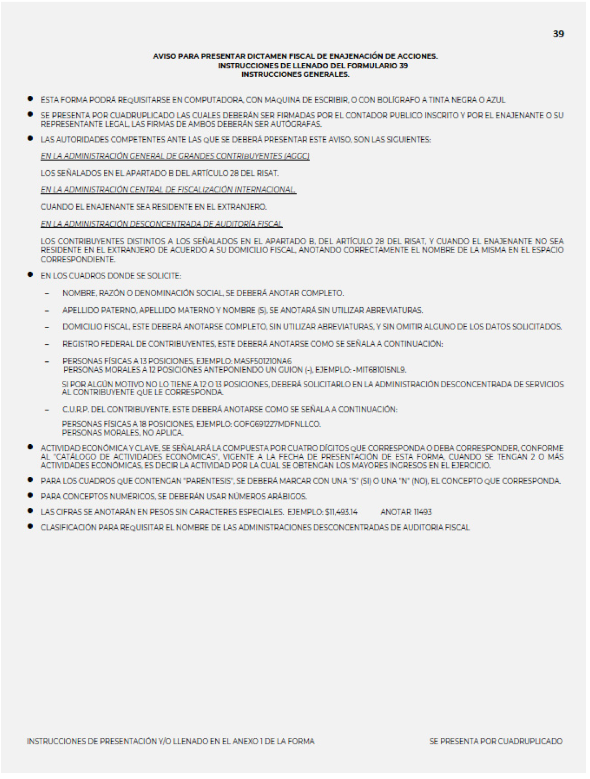 39
AVISO PARA PRESENTAR DICTAMEN FISCAL DE ENAJENACIÓN DE ACCIONES.
INSTRUCCIONES DE LLENADO DEL FORMULARIO 39
INSTRUCCIONES GENERALES.
● ESTA FORMA PODRÁ REQUISITARSE EN COMPUTADORA, CON MAQUINA DE ESCRIBIR, O CON BOLÍGRAFO A TINTA NEGRA O AZUL
● SE PRESENTA POR CUADRUPLICADO LAS CUALES DEBERÁN SER FIRMADAS POR EL CONTADOR PUBLICO INSCRITO Y POR EL ENAJENANTE O SU
REPRESENTANTE LEGAL, LAS FIRMAS DE AMBOS DEBERÁN SER AUTÓGRAFAS.
● LAS AUTORIDADES COMPETENTES ANTE LAS QUE SE DEBERÁ PRESENTAR ESTE AVISO, SON LAS SIGUIENTES:
EN LA ADMINISTRACIÓN GENERAL DE GRANDES CONTRIBUYENTES (AGGC)
LOS SEÑALADOS EN EL APARTADO B DEL ARTÍCULO 28 DEL RISAT.
EN LA ADMINISTRACIÓN CENTRAL DE FISCALIZACIÓN INTERNACIONAL.
CUANDO EL ENAJENANTE SEA RESIDENTE EN EL EXTRANJERO.
EN LA ADMINISTRACIÓN DESCONCENTRADA DE AUDITORÍA FISCAL
LOS CONTRIBUYENTES DISTINTOS A LOS SEÑALADOS EN EL APARTADO B, DEL ARTÍCULO 28 DEL RISAT, Y CUANDO EL ENAJENANTE NO SEA
RESIDENTE EN EL EXTRANJERO DE ACUERDO A SU DOMICILIO FISCAL, ANOTANDO CORRECTAMENTE EL NOMBRE DE LA MISMA EN EL ESPACIO
CORRESPONDIENTE.
● EN LOS CUADROS DONDE SE SOLICITE:
– NOMBRE, RAZÓN O DENOMINACIÓN SOCIAL, SE DEBERÁ ANOTAR COMPLETO.
– APELLIDO PATERNO, APELLIDO MATERNO Y NOMBRE (S), SE ANOTARÁ SIN UTILIZAR ABREVIATURAS.
– DOMICILIO FISCAL, ESTE DEBERÁ ANOTARSE COMPLETO, SIN UTILIZAR ABREVIATURAS, Y SIN OMITIR ALGUNO DE LOS DATOS SOLICITADOS.
– REGISTRO FEDERAL DE CONTRIBUYENTES, ESTE DEBERÁ ANOTARSE COMO SE SEÑALA A CONTINUACIÓN:
– PERSONAS FÍSICAS A 13 POSICIONES, EJEMPLO: MASF501210NA6
PERSONAS MORALES A 12 POSICIONES ANTEPONIENDO UN GUION (-), EJEMPLO: -MIT681015NL9.
SI POR ALGÚN MOTIVO NO LO TIENE A 12 O 13 POSICIONES, DEBERÁ SOLICITARLO EN LA ADMINISTRACIÓN DESCONCENTRADA DE SERVICIOS
AL CONTRIBUYENTE QUE LE CORRESPONDA.
– C.U.R.P. DEL CONTRIBUYENTE, ESTE DEBERÁ ANOTARSE COMO SE SEÑALA A CONTINUACIÓN:
PERSONAS FÍSICAS A 18 POSICIONES, EJEMPLO: GOFG691227MDFNLLCO.
PERSONAS MORALES, NO APLICA.
● ACTIVIDAD ECONÓMICA Y CLAVE, SE SEÑALARÁ LA COMPUESTA POR CUATRO DÍGITOS QUE CORRESPONDA O DEBA CORRESPONDER, CONFORME
AL "CATÁLOGO DE ACTIVIDADES ECONÓMICAS", VIGENTE A LA FECHA DE PRESENTACIÓN DE ESTA FORMA, CUANDO SE TENGAN 2 O MÁS
ACTIVIDADES ECONÓMICAS, ES DECIR LA ACTIVIDAD POR LA CUAL SE OBTENGAN LOS MAYORES INGRESOS EN EL EJERCICIO.
● PARA LOS CUADROS QUE CONTENGAN "PARÉNTESIS", SE DEBERÁ MARCAR CON UNA "S" (SI) O UNA "N" (NO), EL CONCEPTO QUE CORRESPONDA.
● PARA CONCEPTOS NUMÉRICOS, SE DEBERÁN USAR NÚMEROS ARÁBIGOS.
● LAS CIFRAS SE ANOTARÁN EN PESOS SIN CARACTERES ESPECIALES. EJEMPLO: $11,493.14 ANOTAR 11493
● CLASIFICACIÓN PARA REQUISITAR EL NOMBRE DE LAS ADMINISTRACIONES DESCONCENTRADAS DE AUDITORIA FISCAL
INSTRUCCIONES DE PRESENTACIÓN Y/O LLENADO EN EL ANEXO 1 DE LA FORMA SE PRESENTA POR CUADRUPLICADO